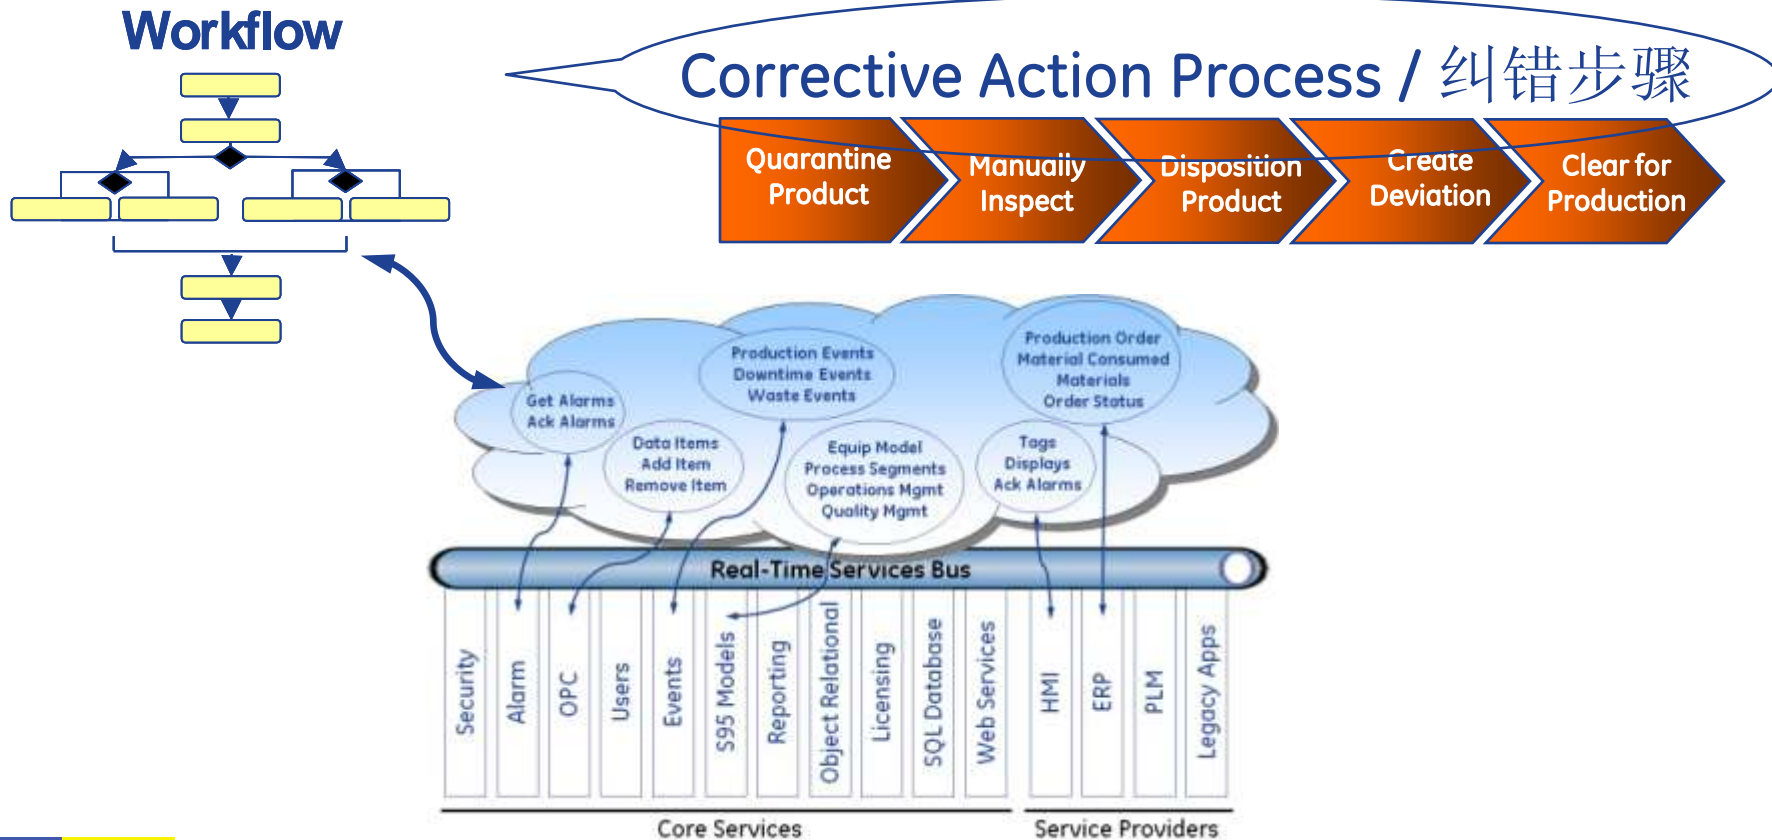 Workflow
Corrective Action Process / 纠错步骤
Quarantine
Product
Manually
Inspect
Disposition
Product
Create
Deviation
Clear for
Production
Get Alarms
Ack Alarms
Data Items
Add Item
Remove Item
Production Events
Downtime Events
Waste Events
Equip Model
Process Segments
Operations Mgmt
Quality Mgmt
Tags
Displays
Ack Alarms
Production Order
Material Consumed
Materials
Order Status
Real-Time Services Bus
Security
Alarm
OPC
Users
Events
S95 Models
Reporting
Object Relational
Licensing
SQL Database
Web Services
HMI
ERP
PLM
Legacy Apps
Core Services
Service Providers